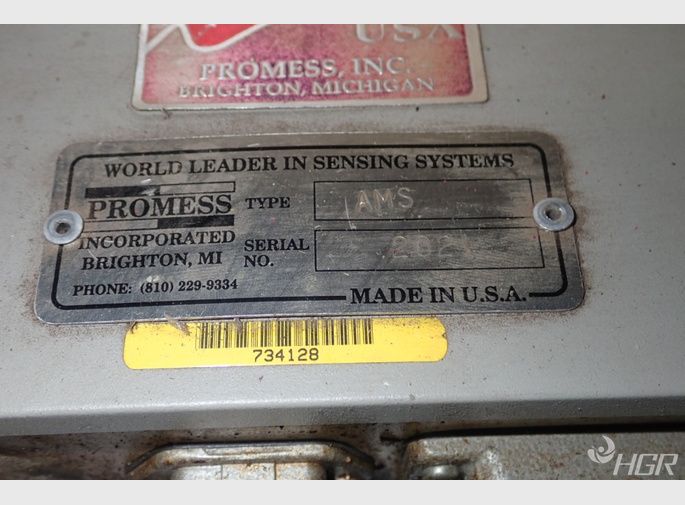 USA
PROMESS, INC.
BRIGHTON, MICHIGAN
WORLD LEADER IN SENSING SYSTEMS
PROMESS
INCORPORATED
BRIGHTON, MI
PHONE: (810) 229-9334
TYPE AMS
SERIAL NO.
MADE IN U.S.A.
734128
HGR